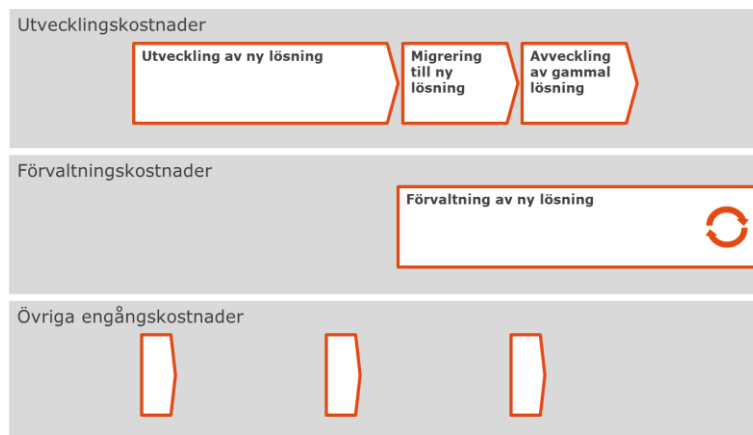 Utvecklingskostnader
Utveckling av ny lösning
Migrering
till ny
lösning
Avveckling
av gammal
lösning
Förvaltningskostnader
Förvaltning av ny lösning
Övriga engångskostnader